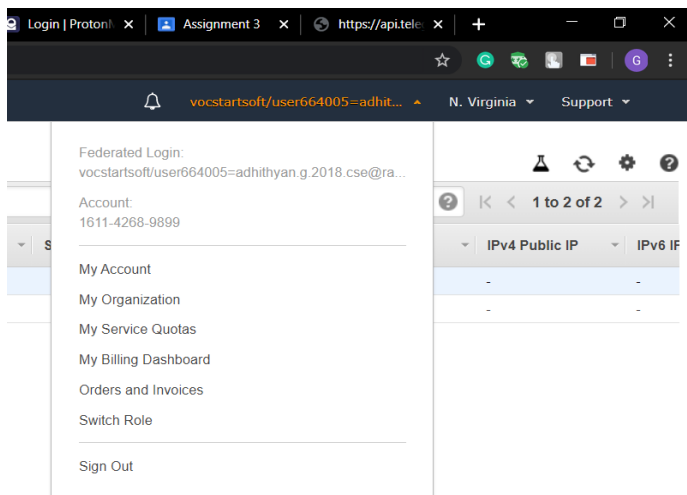 Login | Proton
Assignment 3
https://api.tele
G
vocstartsoft/user664005=adhit...
N. Virginia
Support
Federated Login:
vocstartsoft/user664005=adhithyan.g.2018.cse@ra...
Account:
1611-4268-9899
1 to 2 of 2
S
IPv4 Public IP
IPv6 IP
-
-
-
-
My Account
My Organization
My Service Quotas
My Billing Dashboard
Orders and Invoices
Switch Role
Sign Out